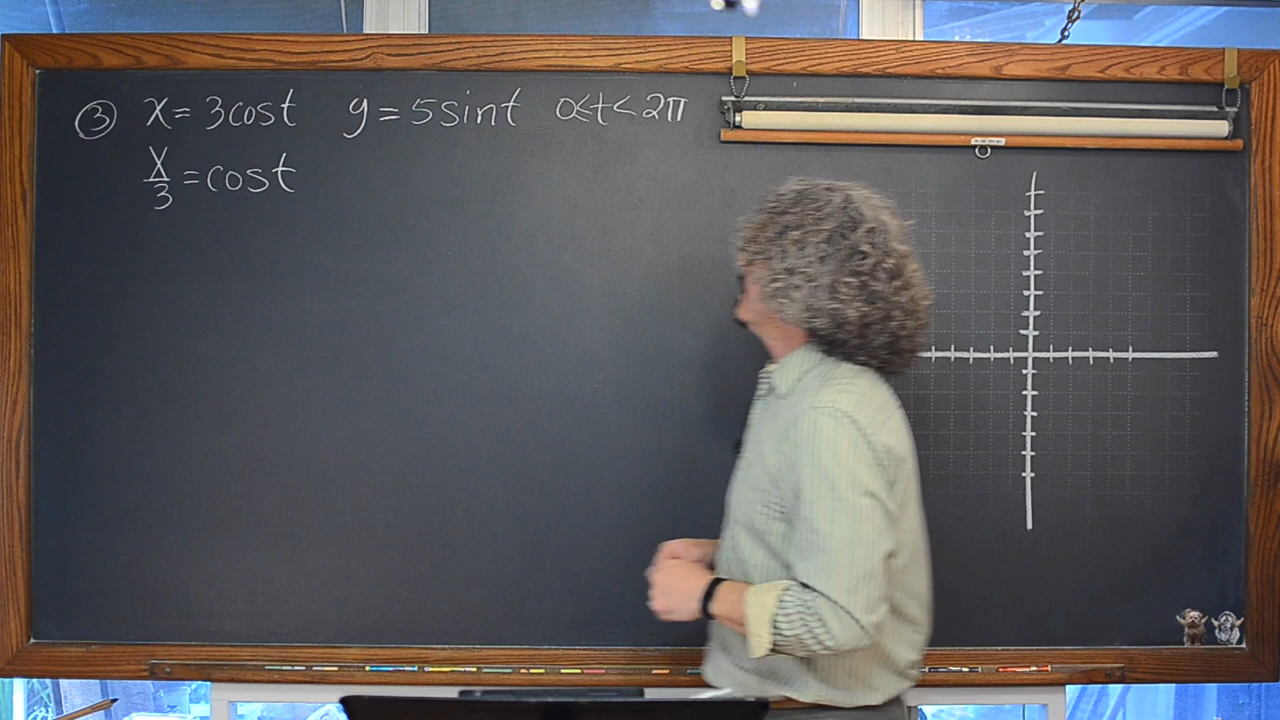 ③ x = 3cost y = 5sint 0≤t<2π
x/3 = cost